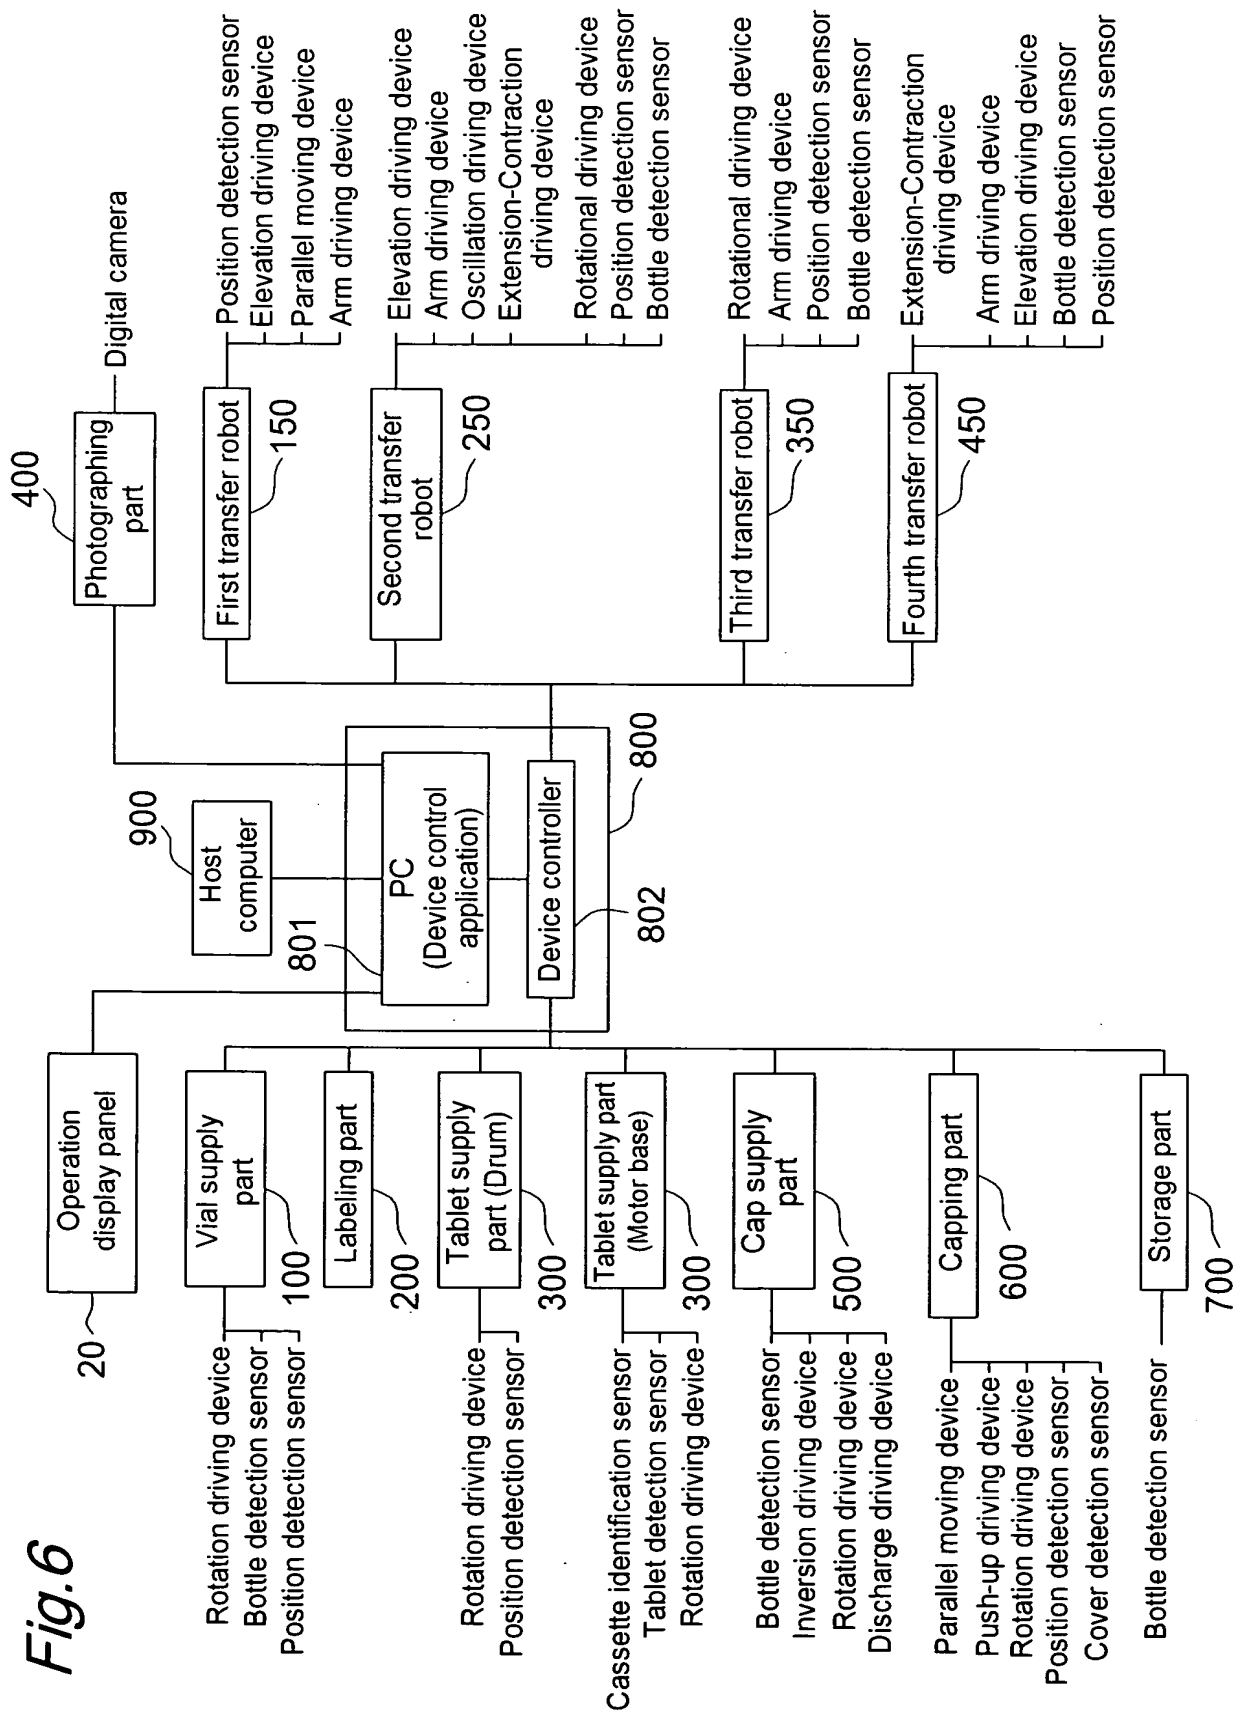 Fig.6
20
Operation
display panel
900
Host
computer
400
Photographing
part
Digital camera
801
PC
(Device control
application)
Device controller
802
800
Rotation driving device
Bottle detection sensor
Position detection sensor
Vial supply
part
100
Labeling part
200
Rotation driving device
Position detection sensor
Tablet supply
part (Drum)
300
Cassette identification sensor
Tablet detection sensor
Rotation driving device
Tablet supply part
(Motor base)
300
Bottle detection sensor
Inversion driving device
Rotation driving device
Discharge driving device
Cap supply
part
500
Parallel moving device
Push-up driving device
Rotation driving device
Position detection sensor
Cover detection sensor
Capping part
600
Bottle detection sensor
Storage part
700
First transfer robot
150
Position detection sensor
Elevation driving device
Parallel moving device
Arm driving device
Second transfer
robot
250
Elevation driving device
Arm driving device
Oscillation driving device
Extension-Contraction
driving device
Rotational driving device
Position detection sensor
Bottle detection sensor
Third transfer robot
350
Rotational driving device
Arm driving device
Position detection sensor
Bottle detection sensor
Fourth transfer robot
450
Extension-Contraction
driving device
Arm driving device
Elevation driving device
Bottle detection sensor
Position detection sensor